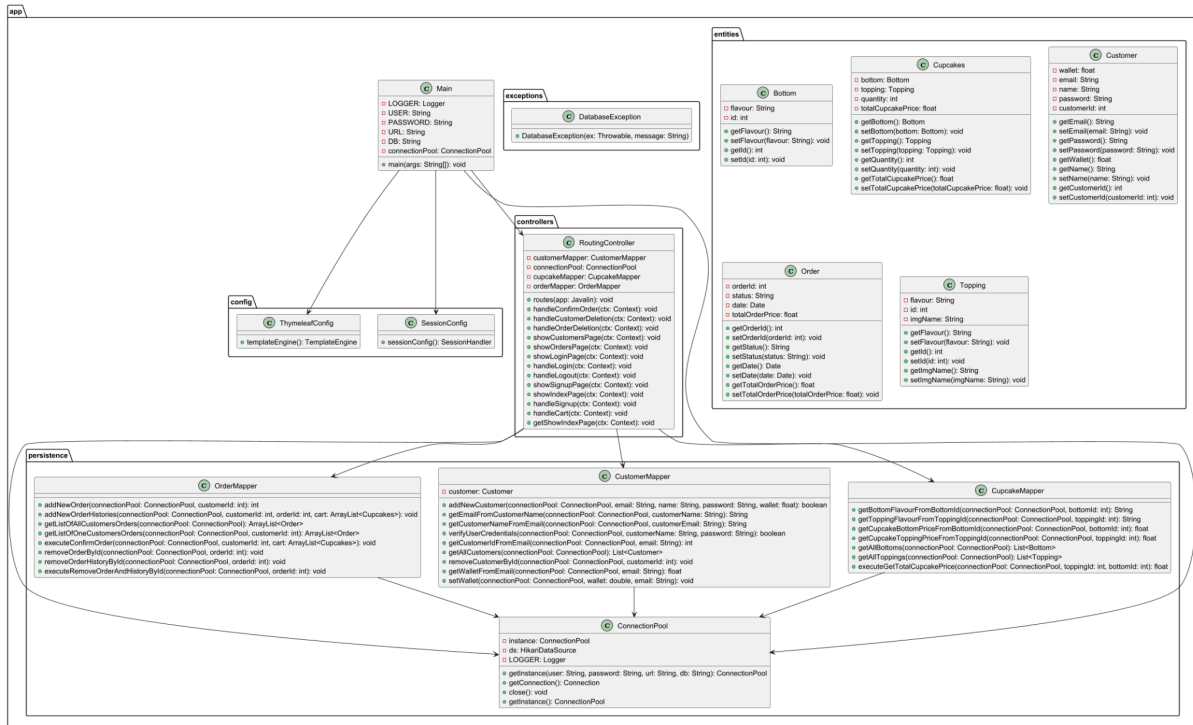 app
Main
LOGGER: Logger
USER: String
PASSWORD: String
URL: String
DB: String
connectionPool: ConnectionPool
main(args: String[]): void
exceptions
DatabaseException
DatabaseException(ex: Throwable, message: String)
entities
Bottom
flavour: String
id: int
getFlavour(): String
setFlavour(flavour: String): void
getId(): int
setId(id: int): void
Cupcakes
bottom: Bottom
topping: Topping
quantity: int
totalCupcakePrice: float
getBottom(): Bottom
setBottom(bottom: Bottom): void
getTopping(): Topping
setTopping(topping: Topping): void
getQuantity(): int
setQuantity(quantity: int): void
getTotalCupcakePrice(): float
setTotalCupcakePrice(totalCupcakePrice: float): void
Customer
wallet: float
email: String
name: String
password: String
customerId: int
getEmail(): String
setEmail(email: String): void
getPassword(): String
setPassword(password: String): void
getWallet(): float
getName(): String
setName(name: String): void
getCustomerId(): int
setCustomerId(customerId: int): void
Order
orderId: int
status: String
date: Date
totalOrderPrice: float
getOrderId(): int
setOrderId(orderId: int): void
getStatus(): String
setStatus(status: String): void
getDate(): Date
setDate(date: Date): void
getTotalOrderPrice(): float
setTotalOrderPrice(totalOrderPrice: float): void
Topping
flavour: String
id: int
imgName: String
getFlavour(): String
setFlavour(flavour: String): void
getId(): int
setId(id: int): void
getImgName(): String
setImgName(imgName: String): void
controllers
RoutingController
customerMapper: CustomerMapper
connectionPool: ConnectionPool
cupcakeMapper: CupcakeMapper
orderMapper: OrderMapper
routes(app: Javalin): void
handleConfirmOrder(ctx: Context): void
handleCustomerDeletion(ctx: Context): void
handleOrderDeletion(ctx: Context): void
showCustomersPage(ctx: Context): void
showOrdersPage(ctx: Context): void
showLoginPage(ctx: Context): void
handleLogin(ctx: Context): void
handleLogout(ctx: Context): void
showSignupPage(ctx: Context): void
showIndexPage(ctx: Context): void
handleSignup(ctx: Context): void
handleCart(ctx: Context): void
getShowIndexPage(ctx: Context): void
config
ThymeleafConfig
templateEngine(): TemplateEngine
SessionConfig
sessionConfig(): SessionHandler
persistence
OrderMapper
addNewOrder(connectionPool: ConnectionPool, customerId: int): int
addNewOrderHistories(connectionPool: ConnectionPool, customerId: int, orderId: int, cart: ArrayList<Cupcakes>): void
getListOfAllCustomersOrders(connectionPool: ConnectionPool): ArrayList<Order>
getListOfOneCustomersOrders(connectionPool: ConnectionPool, customerId: int): ArrayList<Order>
executeConfirmOrder(connectionPool: ConnectionPool, customerId: int, cart: ArrayList<Cupcakes>): void
removeOrderById(connectionPool: ConnectionPool, orderId: int): void
removeOrderHistoryById(connectionPool: ConnectionPool, orderId: int): void
executeRemoveOrderAndHistoryById(connectionPool: ConnectionPool, orderId: int): void
CustomerMapper
customer: Customer
addNewCustomer(connectionPool: ConnectionPool, email: String, name: String, password: String, wallet: float): boolean
getEmailFromCustomerName(connectionPool: ConnectionPool, customerName: String): String
getCustomerNameFromEmail(connectionPool: ConnectionPool, customerEmail: String): String
verifyUserCredentials(connectionPool: ConnectionPool, customerName: String, password: String): boolean
getCustomerIdFromEmail(connectionPool: ConnectionPool, email: String): int
getAllCustomers(connectionPool: ConnectionPool): List<Customer>
removeCustomerById(connectionPool: ConnectionPool, customerId: int): void
getWalletFromEmail(connectionPool: ConnectionPool, email: String): float
setWallet(connectionPool: ConnectionPool, wallet: double, email: String): void
CupcakeMapper
getBottomFlavourFromBottomId(connectionPool: ConnectionPool, bottomId: int): String
getToppingFlavourFromToppingId(connectionPool: ConnectionPool, toppingId: int): String
getCupcakeBottomPriceFromBottomId(connectionPool: ConnectionPool, bottomId: int): float
getCupcakeToppingPriceFromToppingId(connectionPool: ConnectionPool, toppingId: int): float
getAllBottoms(connectionPool: ConnectionPool): List<Bottom>
getAllToppings(connectionPool: ConnectionPool): List<Topping>
executeGetTotalCupcakePrice(connectionPool: ConnectionPool, toppingId: int, bottomId: int): float
ConnectionPool
instance: ConnectionPool
ds: HikariDataSource
LOGGER: Logger
getInstance(user: String, password: String, url: String, db: String): ConnectionPool
getConnection(): Connection
close(): void
getInstance(): ConnectionPool